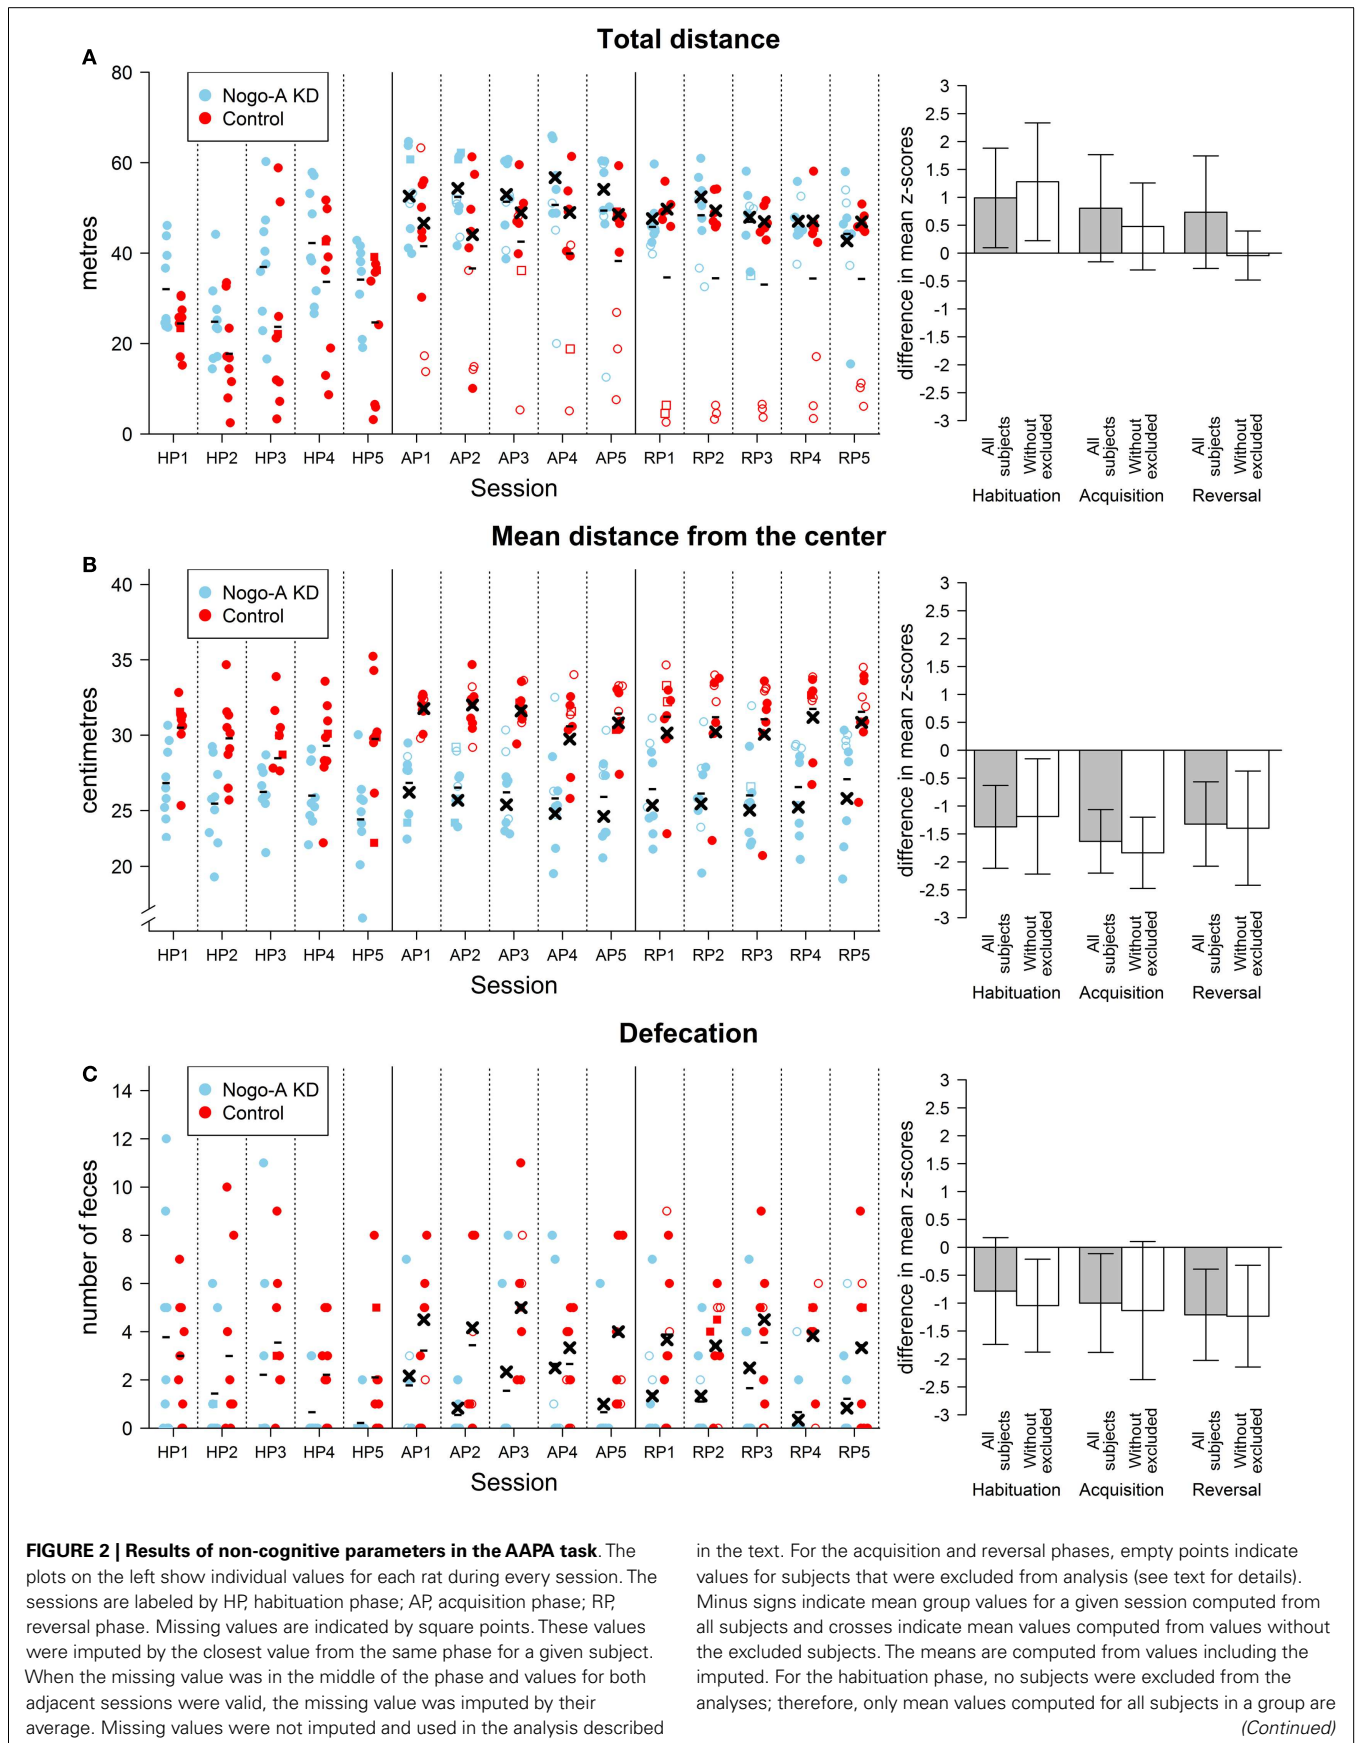 Total distance
A
80
60
40
20
0
metres
Nogo-A KD
Control
HP1 HP2 HP3 HP4 HP5 AP1 AP2 AP3 AP4 AP5 RP1 RP2 RP3 RP4 RP5
Session
3
2.5
2
1.5
1
0.5
0
-0.5
-1
-1.5
-2
-2.5
-3
difference in mean z-scores
All subjects
Without excluded
All subjects
Without excluded
All subjects
Without excluded
Habituation Acquisition Reversal
Mean distance from the center
B
40
35
30
25
20
centimetres
Nogo-A KD
Control
HP1 HP2 HP3 HP4 HP5 AP1 AP2 AP3 AP4 AP5 RP1 RP2 RP3 RP4 RP5
Session
3
2.5
2
1.5
1
0.5
0
-0.5
-1
-1.5
-2
-2.5
-3
difference in mean z-scores
All subjects
Without excluded
All subjects
Without excluded
All subjects
Without excluded
Habituation Acquisition Reversal
Defecation
C
14
12
10
8
6
4
2
0
number of feces
Nogo-A KD
Control
HP1 HP2 HP3 HP4 HP5 AP1 AP2 AP3 AP4 AP5 RP1 RP2 RP3 RP4 RP5
Session
3
2.5
2
1.5
1
0.5
0
-0.5
-1
-1.5
-2
-2.5
-3
difference in mean z-scores
All subjects
Without excluded
All subjects
Without excluded
All subjects
Without excluded
Habituation Acquisition Reversal
FIGURE 2 | Results of non-cognitive parameters in the AAPA task. The
plots on the left show individual values for each rat during every session. The
sessions are labeled by HP, habituation phase; AP, acquisition phase; RP,
reversal phase. Missing values are indicated by square points. These values
were imputed by the closest value from the same phase for a given subject.
When the missing value was in the middle of the phase and values for both
adjacent sessions were valid, the missing value was imputed by their
average. Missing values were not imputed and used in the analysis described
in the text. For the acquisition and reversal phases, empty points indicate
values for subjects that were excluded from analysis (see text for details).
Minus signs indicate mean group values for a given session computed from
all subjects and crosses indicate mean values computed from values without
the excluded subjects. The means are computed from values including the
imputed. For the habituation phase, no subjects were excluded from the
analyses; therefore, only mean values computed for all subjects in a group are
(Continued)